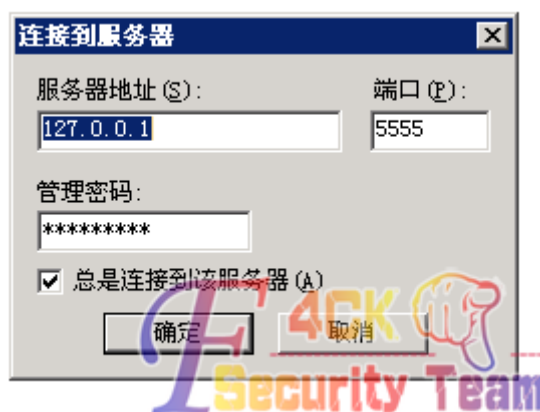 连接到服务器
服务器地址(S): 端口(P):
127.0.0.1 5555
管理密码:
*********
总是连接到该服务器(A)
确定 取消
F4CK
Security Team